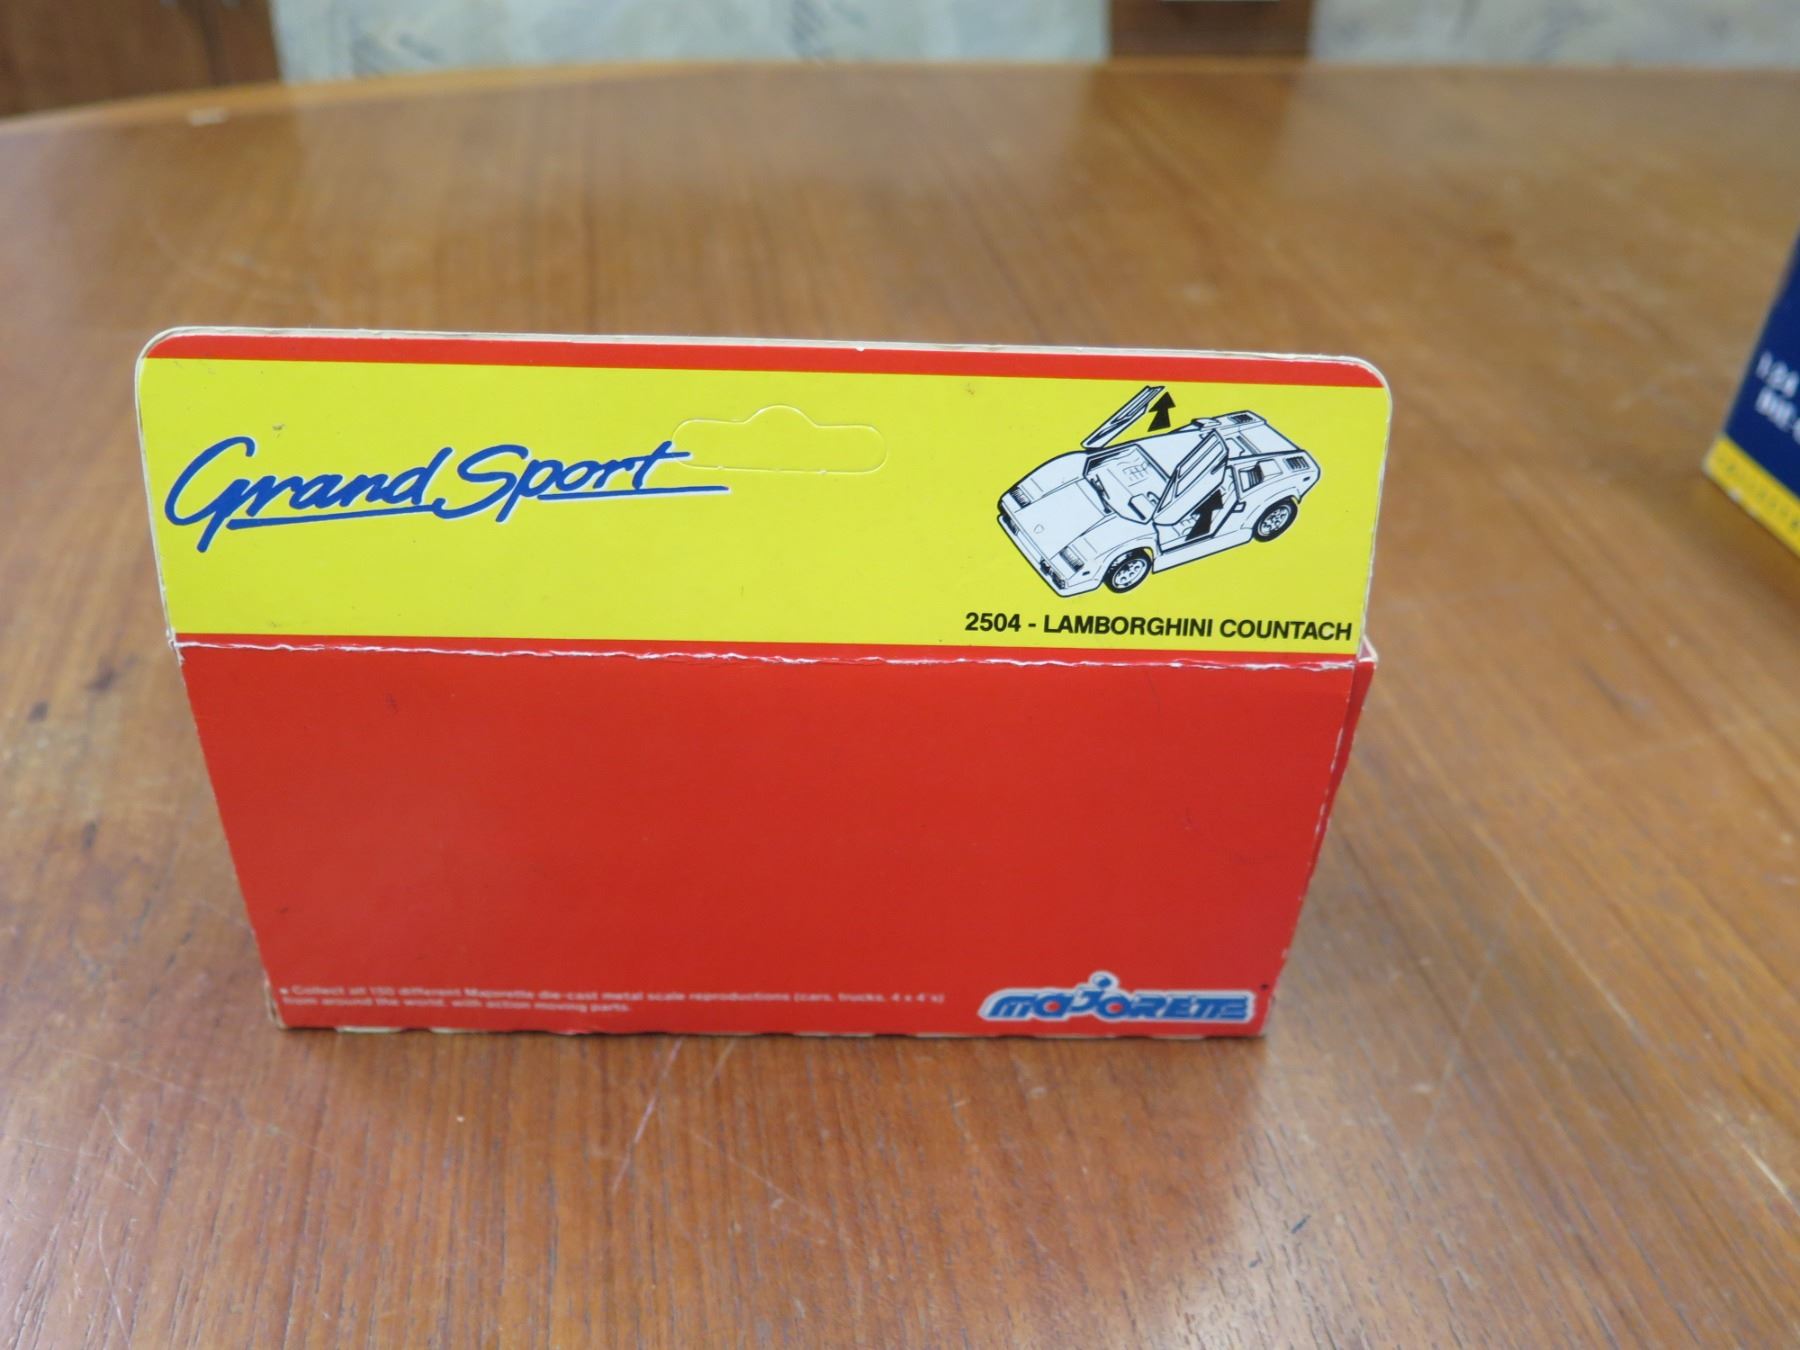 Grand Sport
2504 - LAMBORGHINI COUNTACH
• Collect all 130 different Majorette die-cast metal scale reproductions (cars, trucks, 4 x 4's)
from around the world, with action moving parts.
MAJORETTE